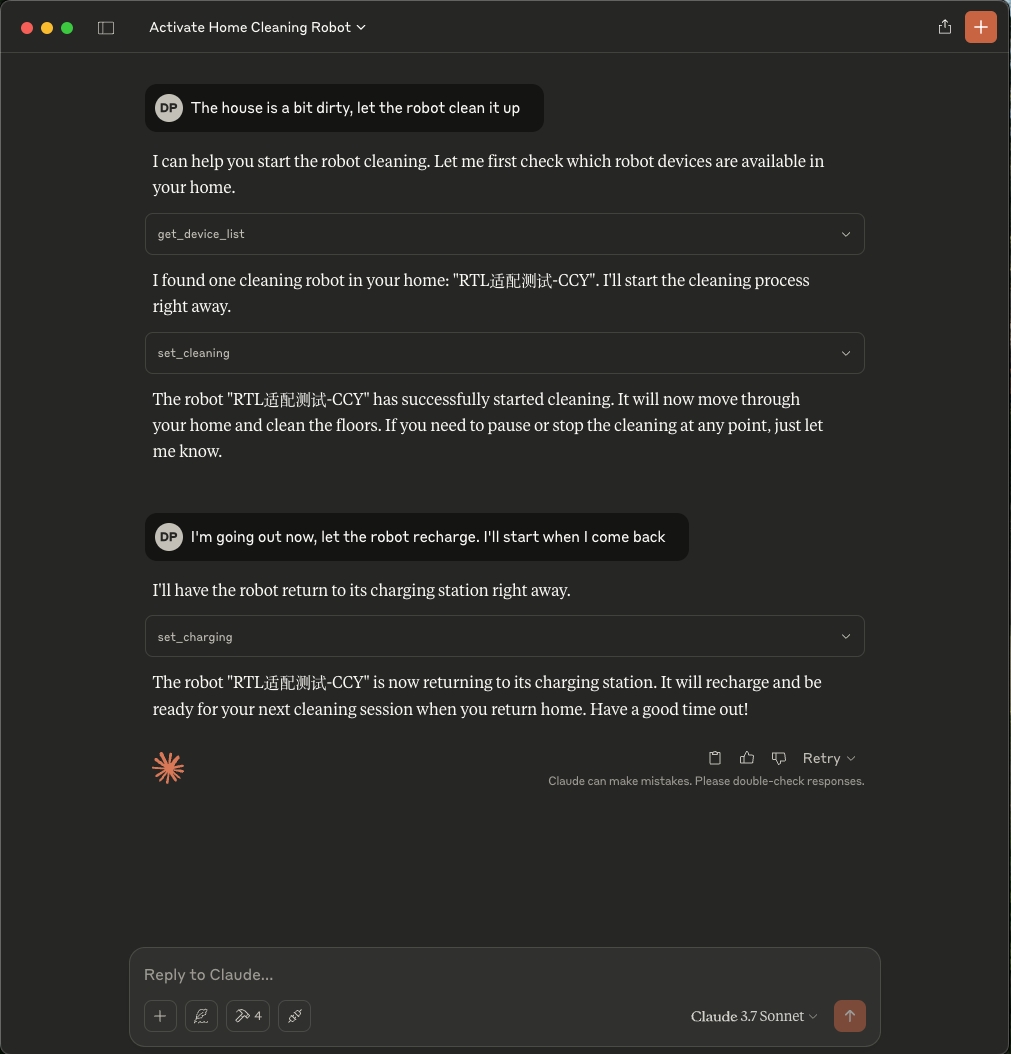 Activate Home Cleaning Robot
DP
The house is a bit dirty, let the robot clean it up
I can help you start the robot cleaning. Let me first check which robot devices are available in
your home.
get_device_list
I found one cleaning robot in your home: "RTL适配测试-CCY". I'll start the cleaning process
right away.
set_cleaning
The robot "RTL适配测试-CCY" has successfully started cleaning. It will now move through
your home and clean the floors. If you need to pause or stop the cleaning at any point, just let
me know.
DP
I'm going out now, let the robot recharge. I'll start when I come back
I'll have the robot return to its charging station right away.
set_charging
The robot "RTL适配测试-CCY" is now returning to its charging station. It will recharge and be
ready for your next cleaning session when you return home. Have a good time out!
Retry
Claude can make mistakes. Please double-check responses.
Reply to Claude...
4
Claude 3.7 Sonnet